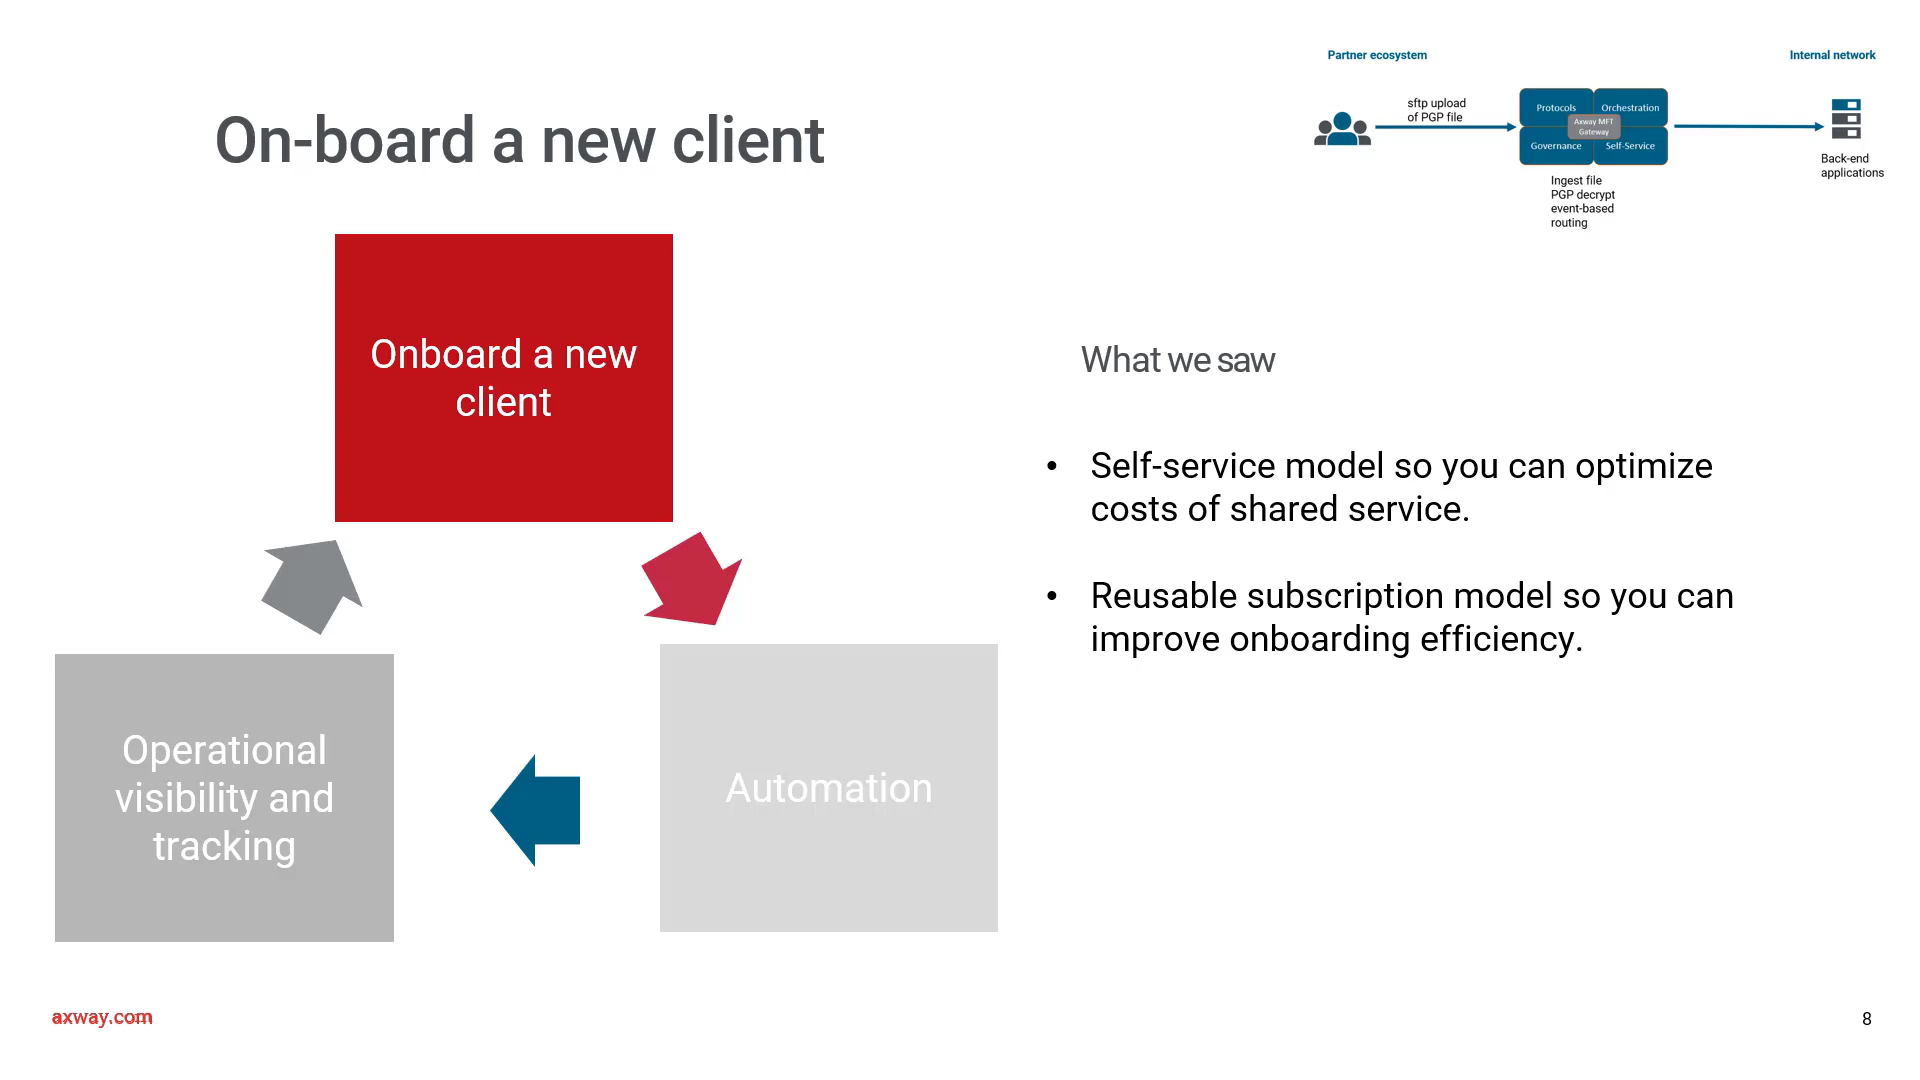 Partner ecosystem
Internal network
On-board a new client
sftp upload
of PGP file
Protocols
Orchestration
Axway MFT
Gateway
Governance
Self-Service
Back-end
applications
Ingest file
PGP decrypt
event-based
routing
Onboard a new
client
What we saw
• Self-service model so you can optimize
costs of shared service.
• Reusable subscription model so you can
improve onboarding efficiency.
Operational
visibility and
tracking
Automation
axway.com
8